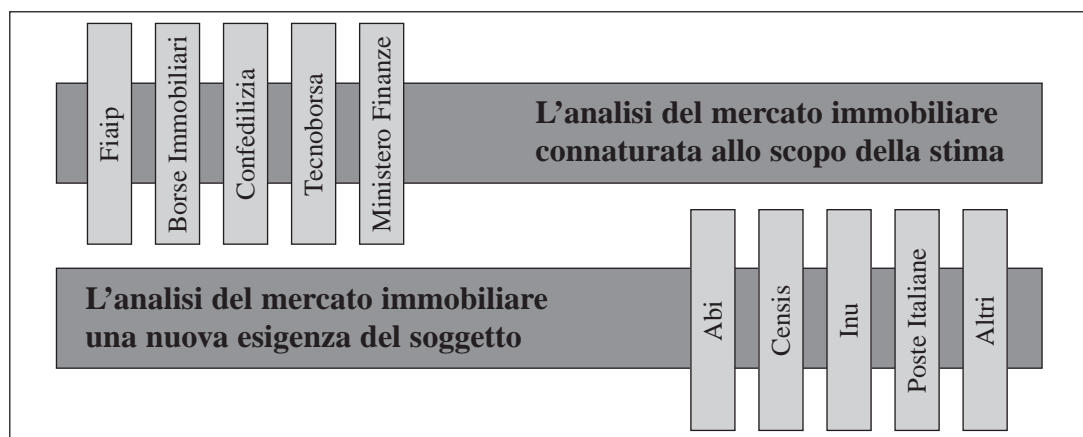 Fiaip
Borse Immobiliari
Confedilizia
Tecnoborsa
Ministero Finanze
L'analisi del mercato immobiliare
connaturata allo scopo della stima
L'analisi del mercato immobiliare
una nuova esigenza del soggetto
Abi
Censis
Inu
Poste Italiane
Altri